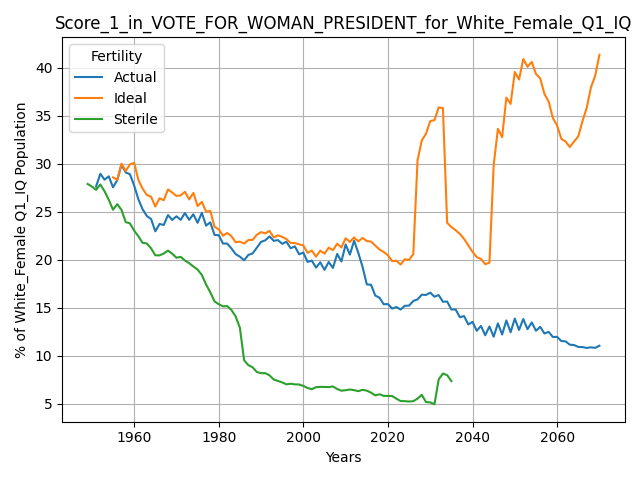 Score_1_in_VOTE_FOR_WOMAN_PRESIDENT_for_White_Female_Q1_IQ
Fertility
Actual
Ideal
Sterile
% of White_Female Q1_IQ Population
40
35
30
25
20
15
10
5
1960 1980 2000 2020 2040 2060
Years